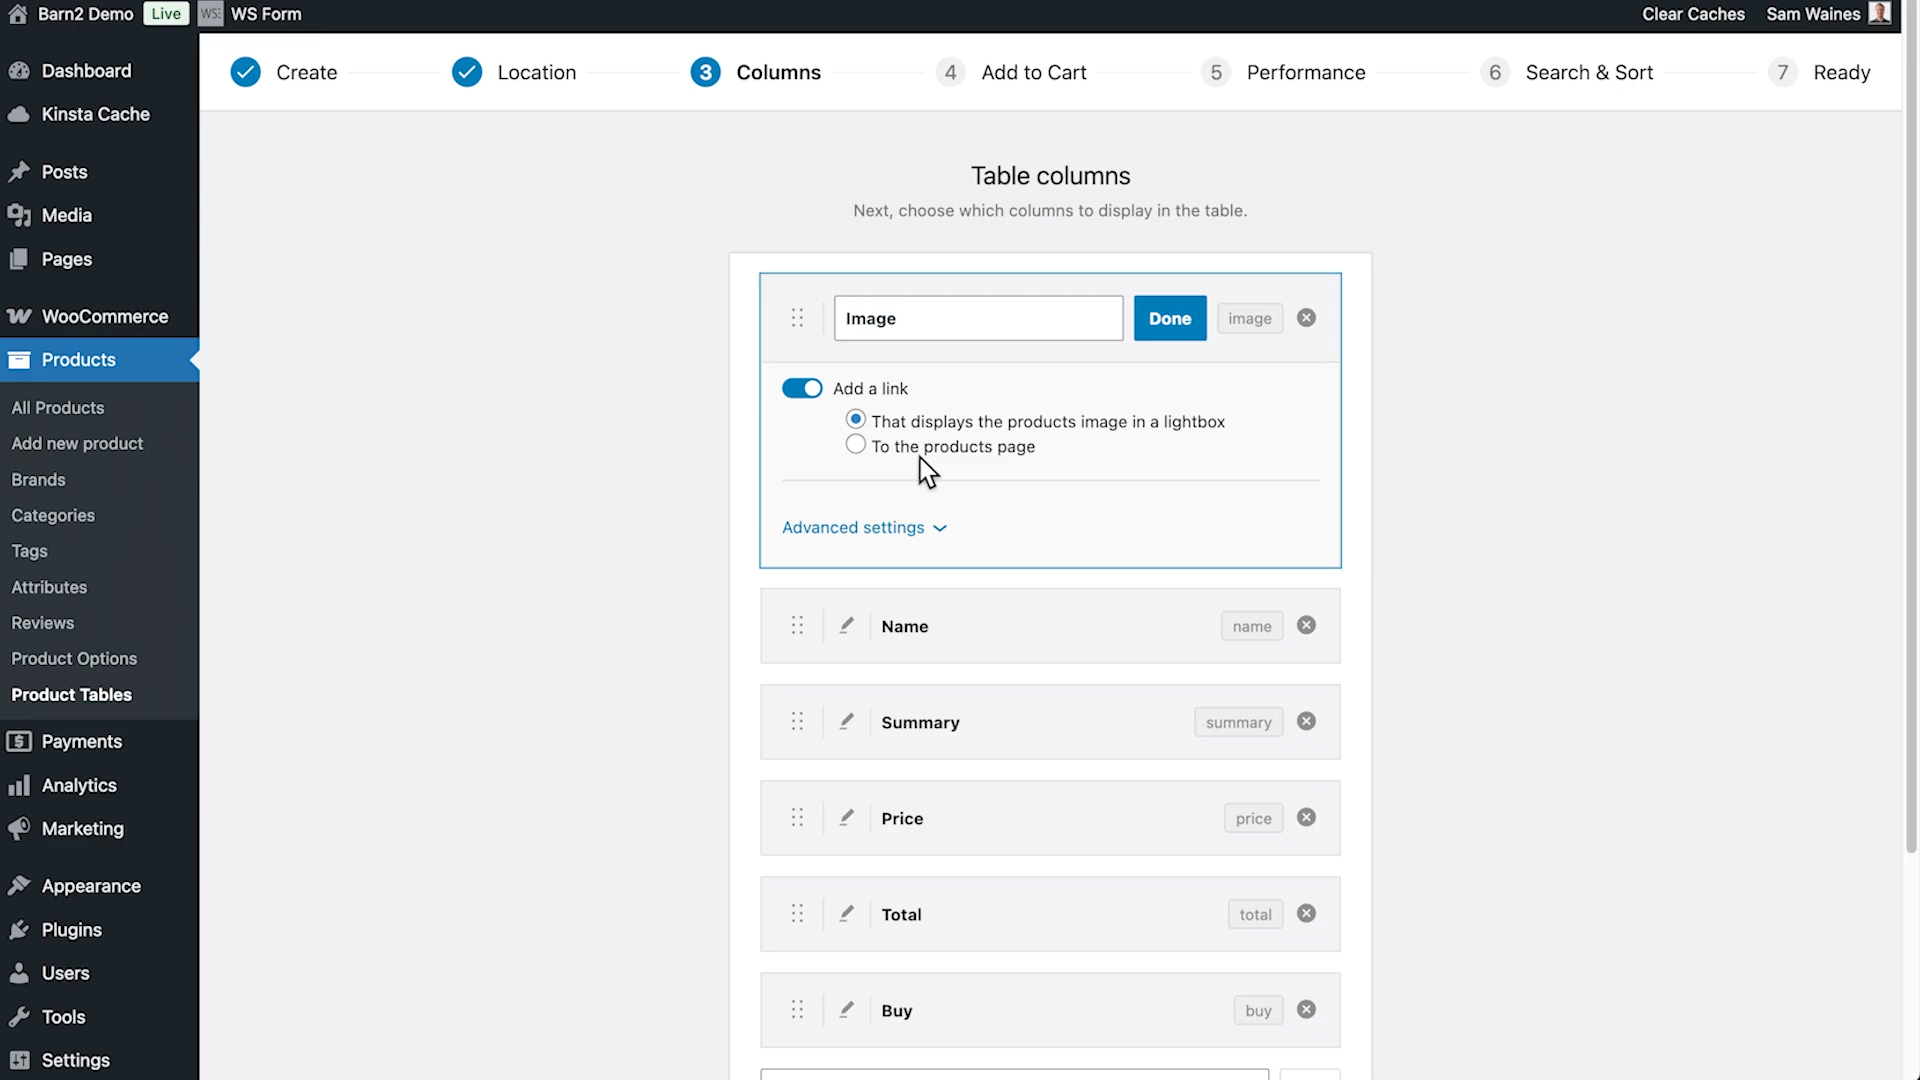 Barn2 Demo Live WS WS Form Clear Caches Sam Waines
Dashboard
Kinsta Cache
Posts
Media
Pages
WooCommerce
Products
All Products
Add new product
Brands
Categories
Tags
Attributes
Reviews
Product Options
Product Tables
Payments
Analytics
Marketing
Appearance
Plugins
Users
Tools
Settings
Create Location 3 Columns 4 Add to Cart 5 Performance 6 Search & Sort 7 Ready
Table columns
Next, choose which columns to display in the table.
Image Done image
Add a link
That displays the products image in a lightbox
To the products page
Advanced settings
Name name
Summary summary
Price price
Total total
Buy buy